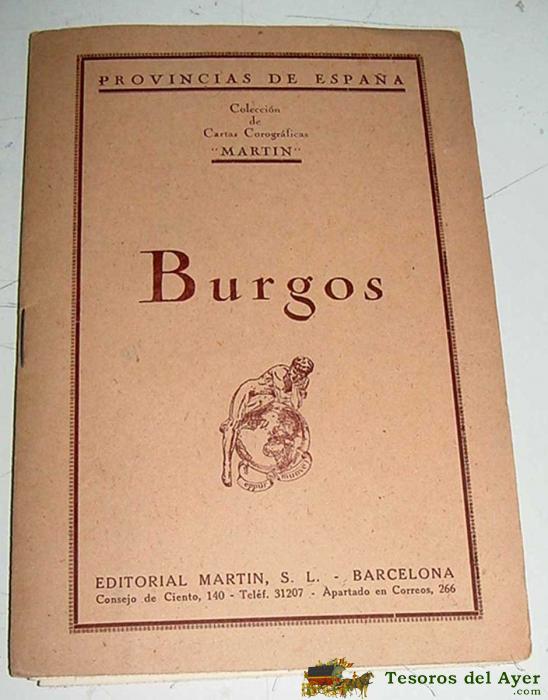 PROVINCIAS DE ESPAÑA
Colección
de
Cartas Corográficas
"MARTIN"
Burgos
eppur
EDITORIAL MARTIN, S. L. - BARCELONA
Consejo de Ciento, 140 - Teléf. 31207 - Apartado en Correos, 266
Tesoros del Ayer
.com